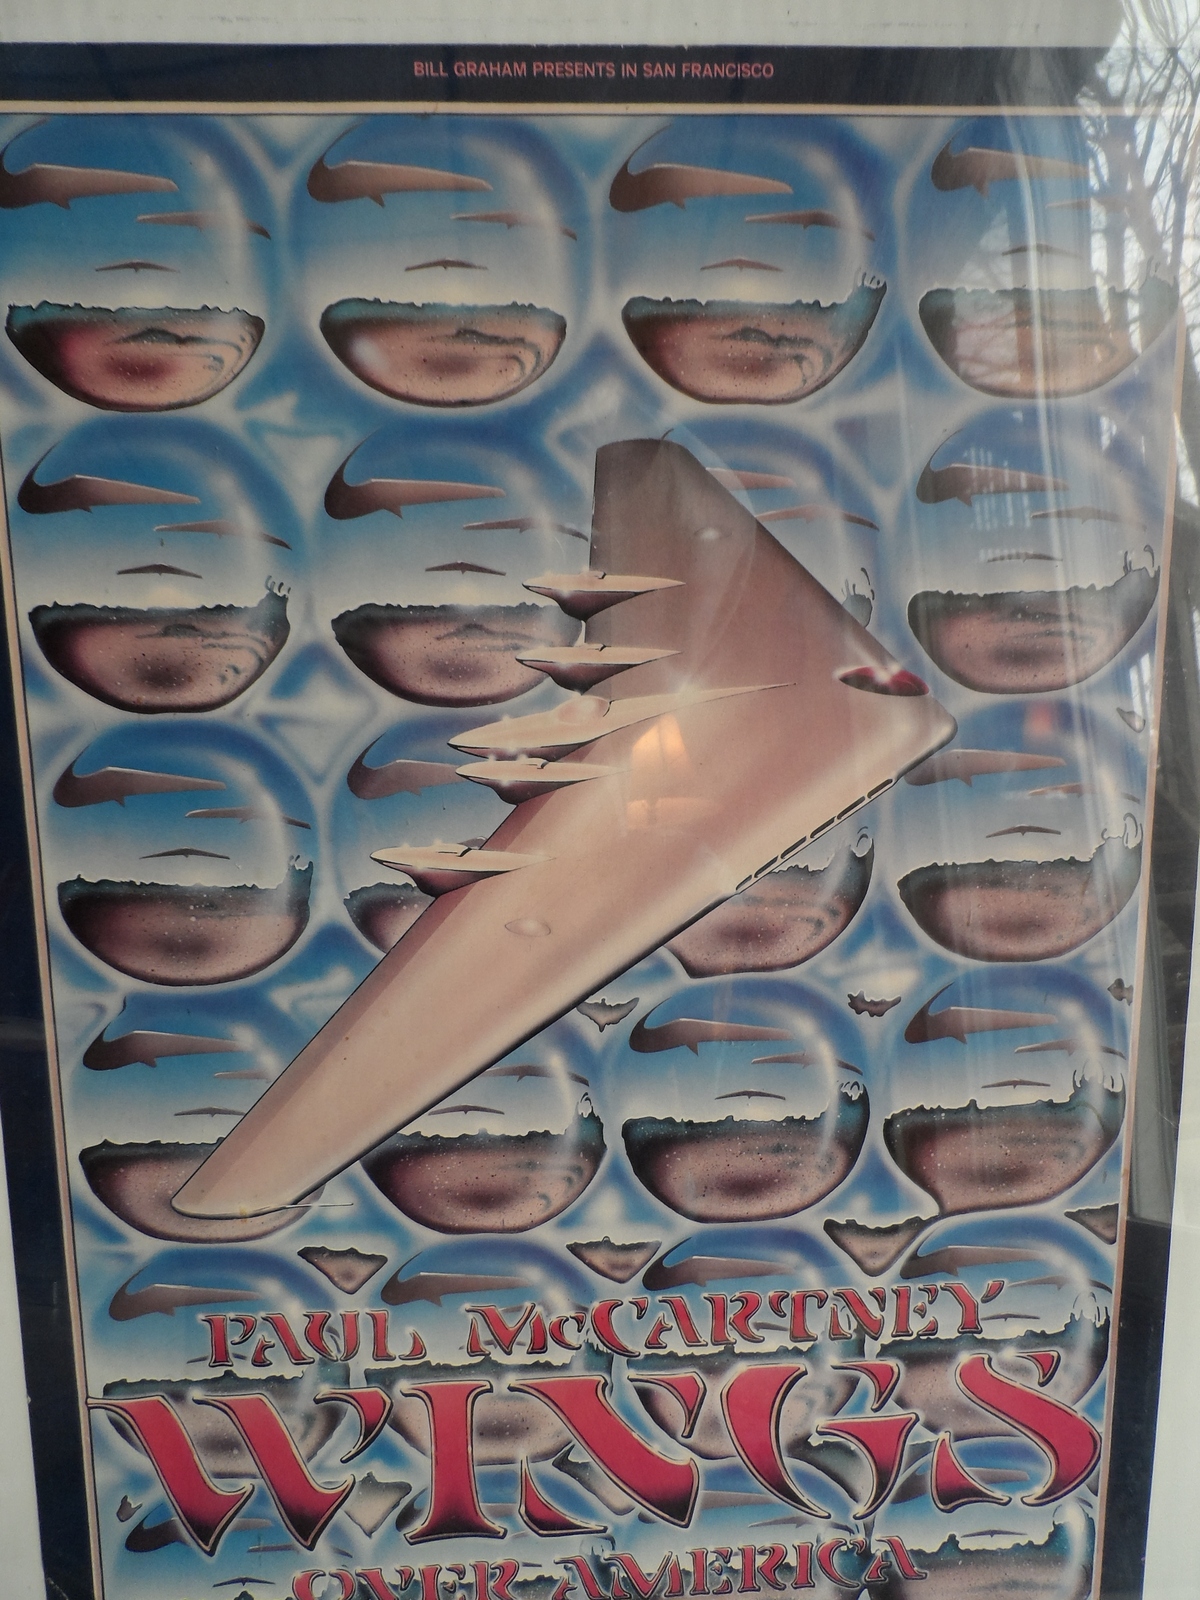 BILL GRAHAM PRESENTS IN SAN FRANCISCO
PAUL McCARTNEY
WINGS
OVER AMERICA